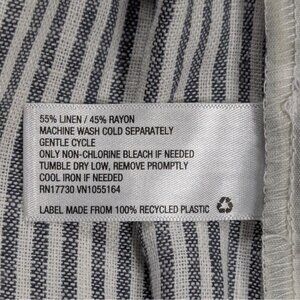 55% LINEN / 45% RAYON
MACHINE WASH COLD SEPARATELY
GENTLE CYCLE
ONLY NON-CHLORINE BLEACH IF NEEDED
TUMBLE DRY LOW, REMOVE PROMPTLY
COOL IRON IF NEEDED
RN17730 VN1055164
LABEL MADE FROM 100% RECYCLED PLASTIC